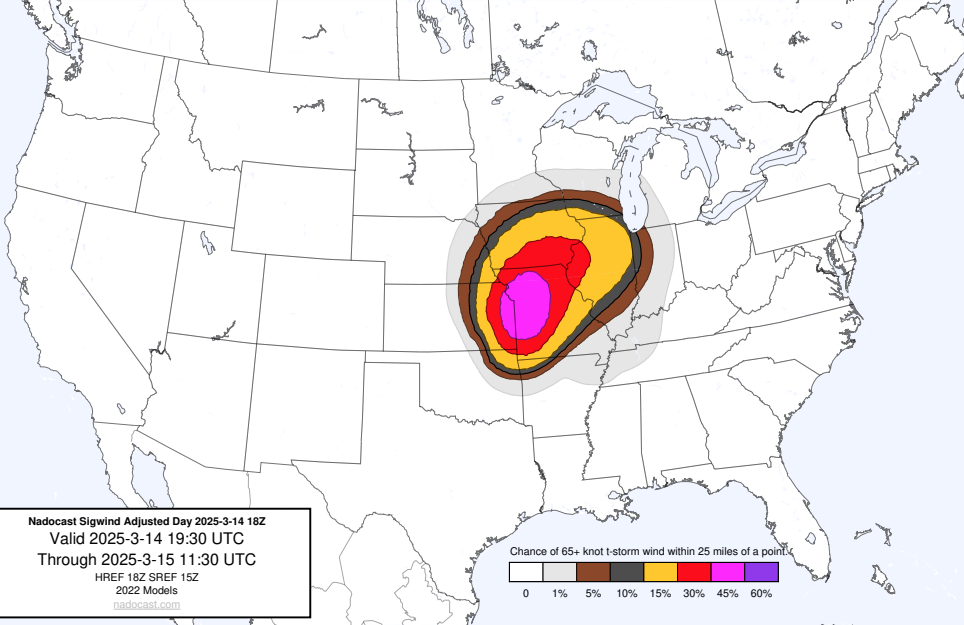 Nadocast Sigwind Adjusted Day 2025-3-14 18Z
Valid 2025-3-14 19:30 UTC
Through 2025-3-15 11:30 UTC
HREF 18Z SREF 15Z
2022 Models
nadocast.com
Chance of 65+ knot t-storm wind within 25 miles of a point.
0 1% 5% 10% 15% 30% 45% 60%